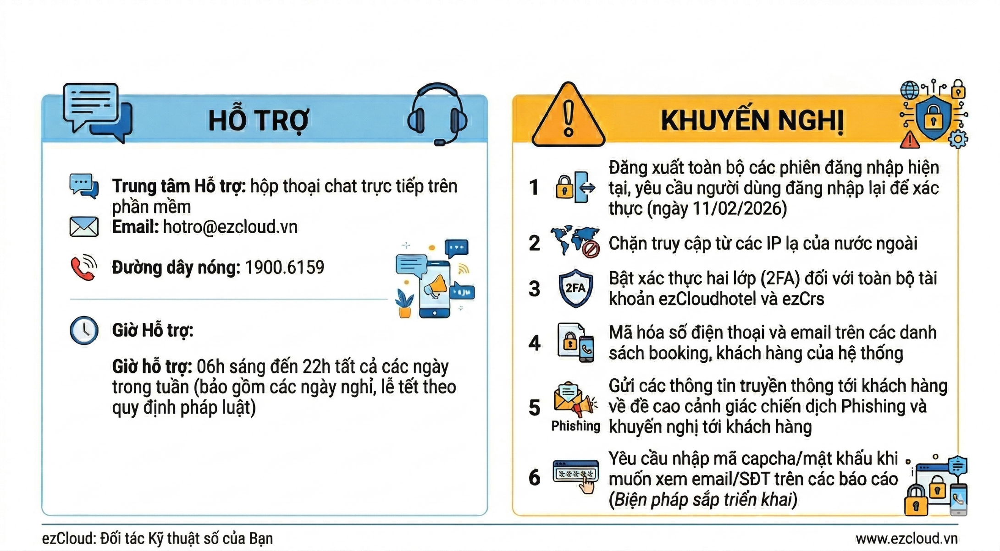 HỖ TRỢ
Trung tâm Hỗ trợ: hộp thoại chat trực tiếp trên
phần mềm
Email: hotro@ezcloud.vn
Đường dây nóng: 1900.6159
Giờ Hỗ trợ:
Giờ hỗ trợ: 06h sáng đến 22h tất cả các ngày
trong tuần (bảo gồm các ngày nghỉ, lễ tết theo
quy định pháp luật)
KHUYẾN NGHỊ
1
Đăng xuất toàn bộ các phiên đăng nhập hiện
tại, yêu cầu người dùng đăng nhập lại để xác
thực (ngày 11/02/2026)
2
Chặn truy cập từ các IP lạ của nước ngoài
3
2FA
Bật xác thực hai lớp (2FA) đối với toàn bộ tài
khoản ezCloudhotel và ezCrs
4
Mã hóa số điện thoại và email trên các danh
sách booking, khách hàng của hệ thống
5
Phishing
Gửi các thông tin truyền thông tới khách hàng
về đề cao cảnh giác chiến dịch Phishing và
khuyến nghị tới khách hàng
6
Yêu cầu nhập mã capcha/mật khẩu khi
muốn xem email/SĐT trên các báo cáo
(Biện pháp sắp triển khai)
ezCloud: Đối tác Kỹ thuật số của Bạn
www.ezcloud.vn